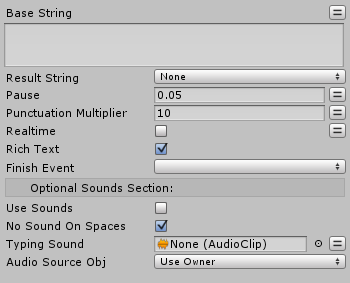 Base String
Result String None
Pause 0.05
Punctuation Multiplier 10
Realtime
Rich Text
Finish Event
Optional Sounds Section:
Use Sounds
No Sound On Spaces
Typing Sound None (AudioClip)
Audio Source Obj Use Owner